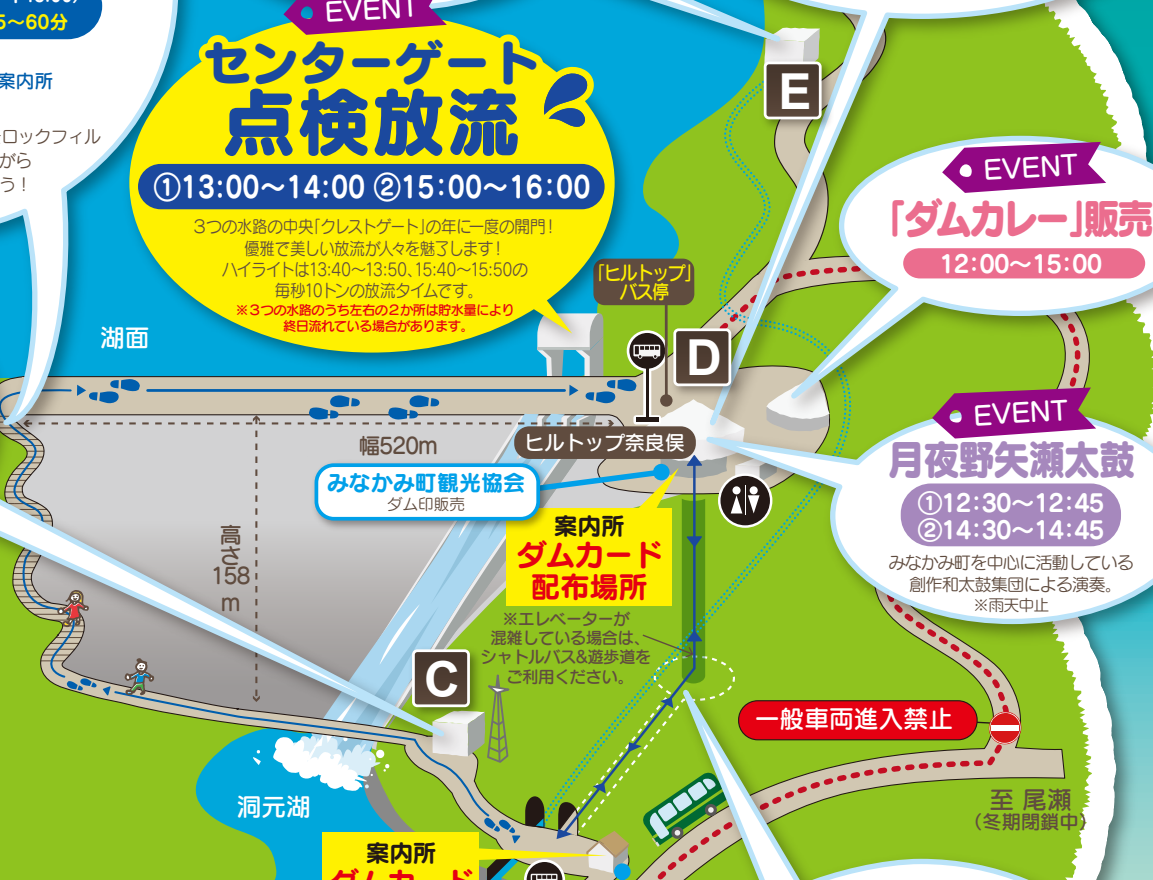 5～60分
案内所
ロックフィル
がら
う！
EVENT
センターゲート
点検放流
①13:00～14:00 ②15:00～16:00
3つの水路の中央「クレストゲート」の年に一度の開門！
優雅で美しい放流が人々を魅了します！
ハイライトは13:40～13:50、15:40～15:50の
毎秒10トンの放流タイムです。
※3つの水路のうち左右の2か所は貯水量により
終日流れている場合があります。
E
EVENT
「ダムカレー」販売
12:00～15:00
「ヒルトップ」
バス停
湖面
D
幅520m
ヒルトップ奈良俣
みなかみ町観光協会
ダム印販売
EVENT
月夜野矢瀬太鼓
①12:30～12:45
②14:30～14:45
みなかみ町を中心に活動している
創作和太鼓集団による演奏。
※雨天中止
案内所
ダムカード
配布場所
高さ
158
m
※エレベーターが
混雑している場合は、
シャトルバス&遊歩道を
ご利用ください。
C
一般車両進入禁止
洞元湖
至 尾瀬
（冬期閉鎖中）
案内所
ダムカード